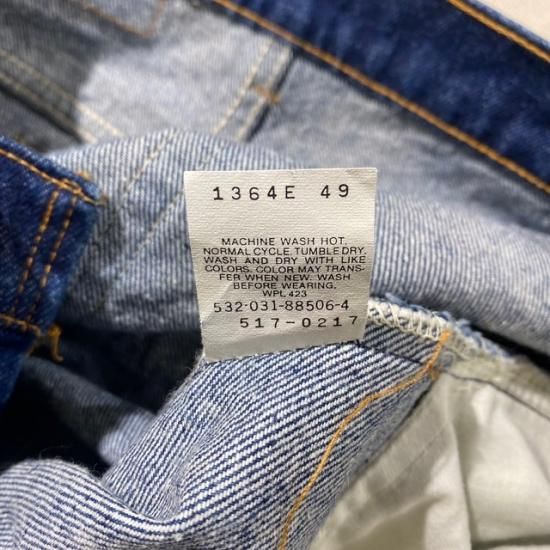 1364E 49
MACHINE WASH HOT,
NORMAL CYCLE. TUMBLE DRY.
WASH AND DRY WITH LIKE
COLORS. COLOR MAY TRANS-
FER WHEN NEW. WASH
BEFORE WEARING.
WPL 423
532-031-88506-4
517-0217